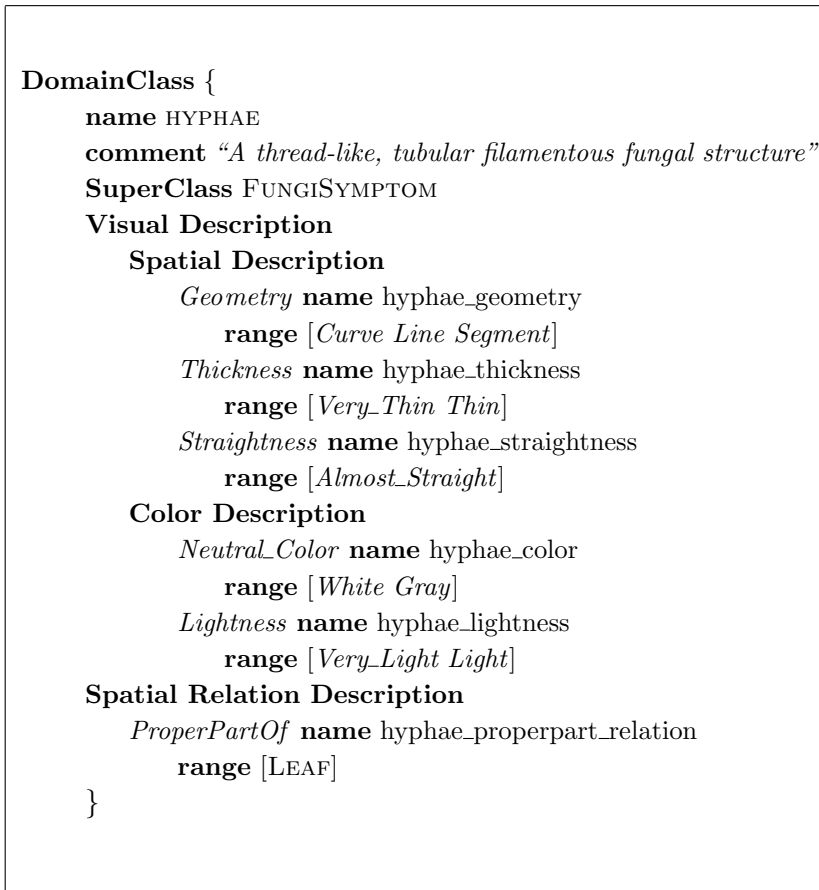 DomainClass {
name HYPHAE
comment “A thread-like, tubular filamentous fungal structure”
SuperClass FUNGISYMPTOM
Visual Description
Spatial Description
Geometry name hyphae_geometry
range [Curve Line Segment]
Thickness name hyphae_thickness
range [Very_Thin Thin]
Straightness name hyphae_straightness
range [Almost_Straight]
Color Description
Neutral_Color name hyphae_color
range [White Gray]
Lightness name hyphae_lightness
range [Very_Light Light]
Spatial Relation Description
ProperPartOf name hyphae_properpart_relation
range [LEAF]
}